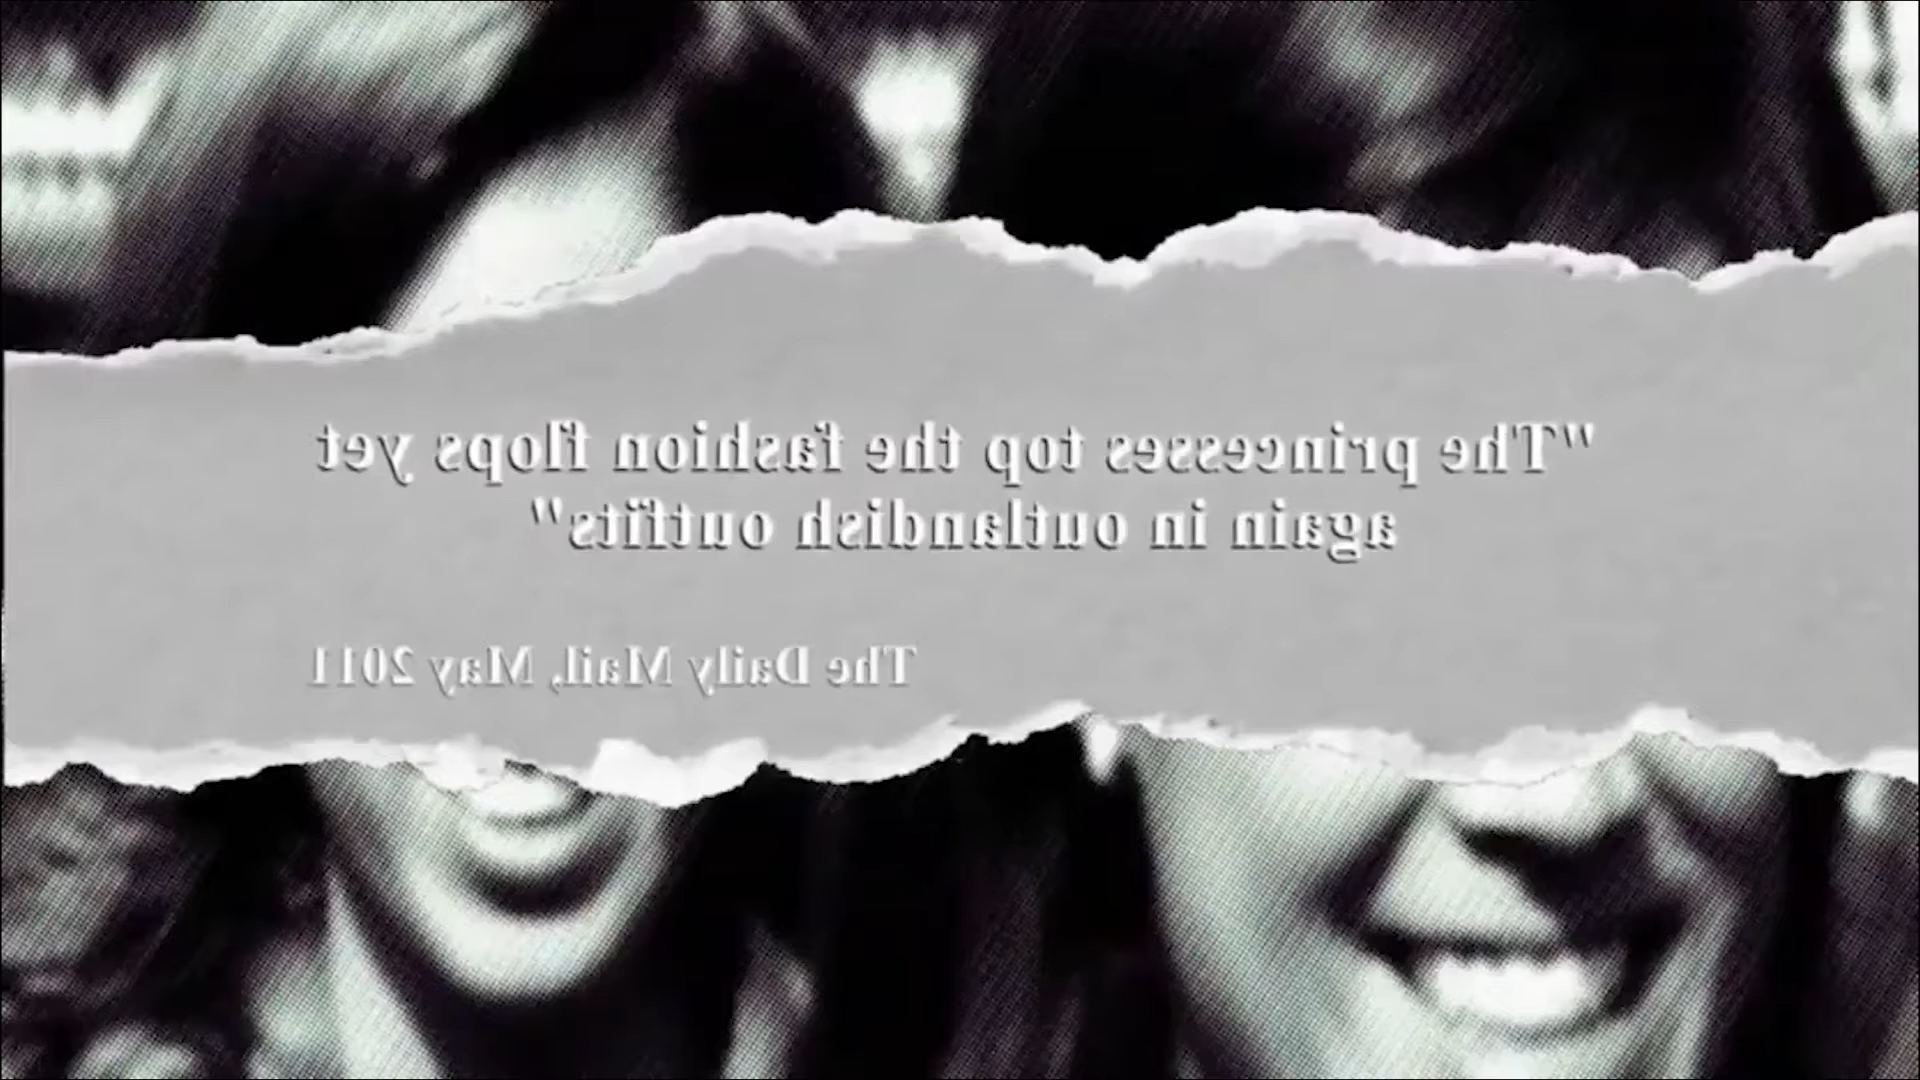 "The princesses top the fashion flops yet
again in outlandish outfits"
The Daily Mail, May 2011